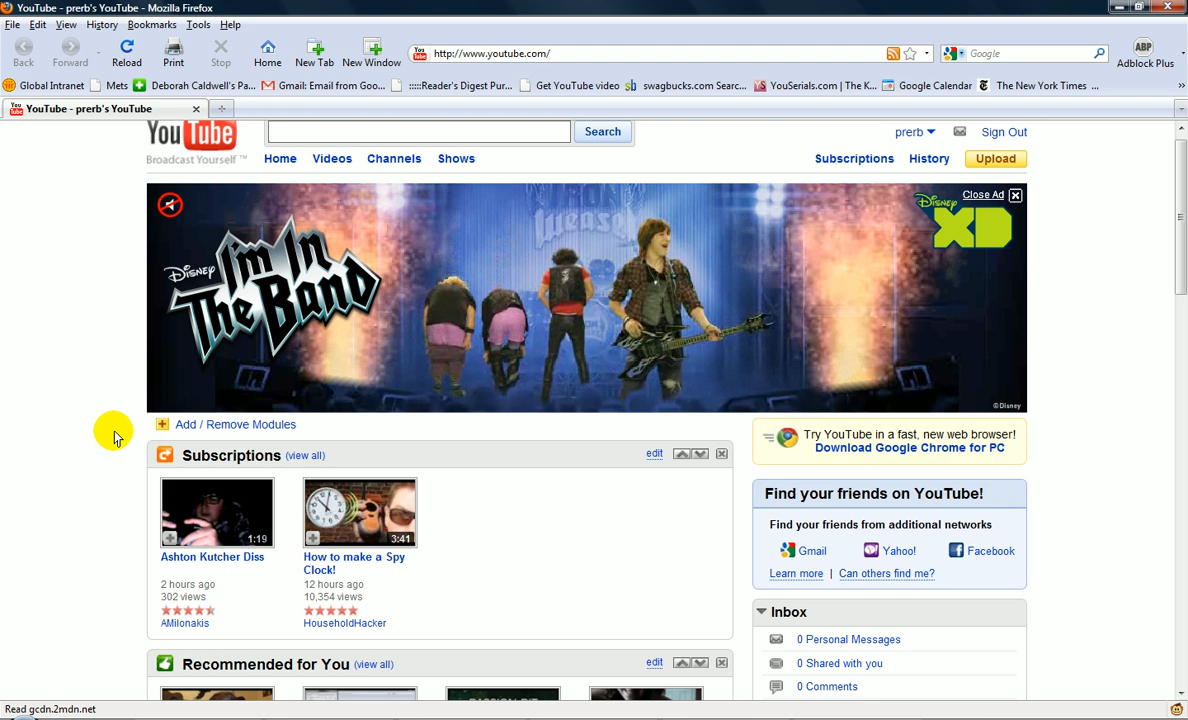 YouTube - prerb's YouTube - Mozilla Firefox
File Edit View History Bookmarks Tools Help
Back Forward Reload Print Stop Home New Tab New Window http://www.youtube.com/ Google Adblock Plus
ABP
Global Intranet Mets Deborah Caldwell's Pa... Gmail: Email from Goo... :::::Reader's Digest Pur... Get YouTube video swagbucks.com Searc... YouSerials.com | The K... Google Calendar The New York Times ...
YouTube - prerb's YouTube
YouTube Search prerb Sign Out
Broadcast Yourself™ Home Videos Channels Shows Subscriptions History Upload
Close Ad
Disney XD
Disney I'm In The Band
IRON
Weasel
©Disney
Add / Remove Modules
Try YouTube in a fast, new web browser!
Download Google Chrome for PC
Subscriptions (view all) edit
1:19 3:41
Ashton Kutcher Diss
2 hours ago
302 views
AMilonakis
How to make a Spy
Clock!
12 hours ago
10,354 views
HouseholdHacker
Find your friends on YouTube!
Find your friends from additional networks
Gmail Yahoo! Facebook
Learn more | Can others find me?
Inbox
0 Personal Messages
0 Shared with you
0 Comments
Recommended for You (view all) edit
Read gcdn.2mdn.net